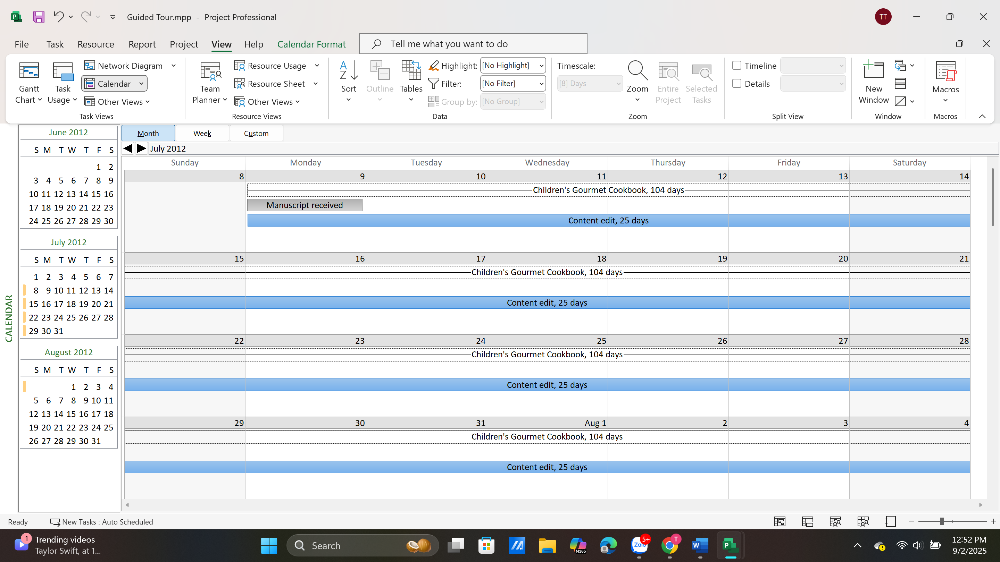 Guided Tour.mpp - Project Professional
TT
File Task Resource Report Project View Help Calendar Format Tell me what you want to do
Gantt Chart
Task Usage
Network Diagram
Calendar
Other Views
Task Views
Team Planner
Resource Usage
Resource Sheet
Other Views
Resource Views
A Z
Sort
Outline
Tables
Highlight: [No Highlight]
Filter: [No Filter]
Group by: [No Group]
Data
Timescale:
[8] Days
Zoom
Entire Project
Selected Tasks
Zoom
Timeline
Details
Split View
New Window
Window
Macros
Macros
CALENDAR
June 2012
S M T W T F S
1 2
3 4 5 6 7 8 9
10 11 12 13 14 15 16
17 18 19 20 21 22 23
24 25 26 27 28 29 30
July 2012
S M T W T F S
1 2 3 4 5 6 7
8 9 10 11 12 13 14
15 16 17 18 19 20 21
22 23 24 25 26 27 28
29 30 31
August 2012
S M T W T F S
1 2 3 4
5 6 7 8 9 10 11
12 13 14 15 16 17 18
19 20 21 22 23 24 25
26 27 28 29 30 31
Month Week Custom
July 2012
Sunday Monday Tuesday Wednesday Thursday Friday Saturday
8 9 10 11 12 13 14
Children's Gourmet Cookbook, 104 days
Manuscript received
Content edit, 25 days
15 16 17 18 19 20 21
Children's Gourmet Cookbook, 104 days
Content edit, 25 days
22 23 24 25 26 27 28
Children's Gourmet Cookbook, 104 days
Content edit, 25 days
29 30 31 Aug 1 2 3 4
Children's Gourmet Cookbook, 104 days
Content edit, 25 days
Ready New Tasks : Auto Scheduled
1
Trending videos
Taylor Swift, at 1...
Search
M365
Zalo 5+
T
W
P
12:52 PM
9/2/2025